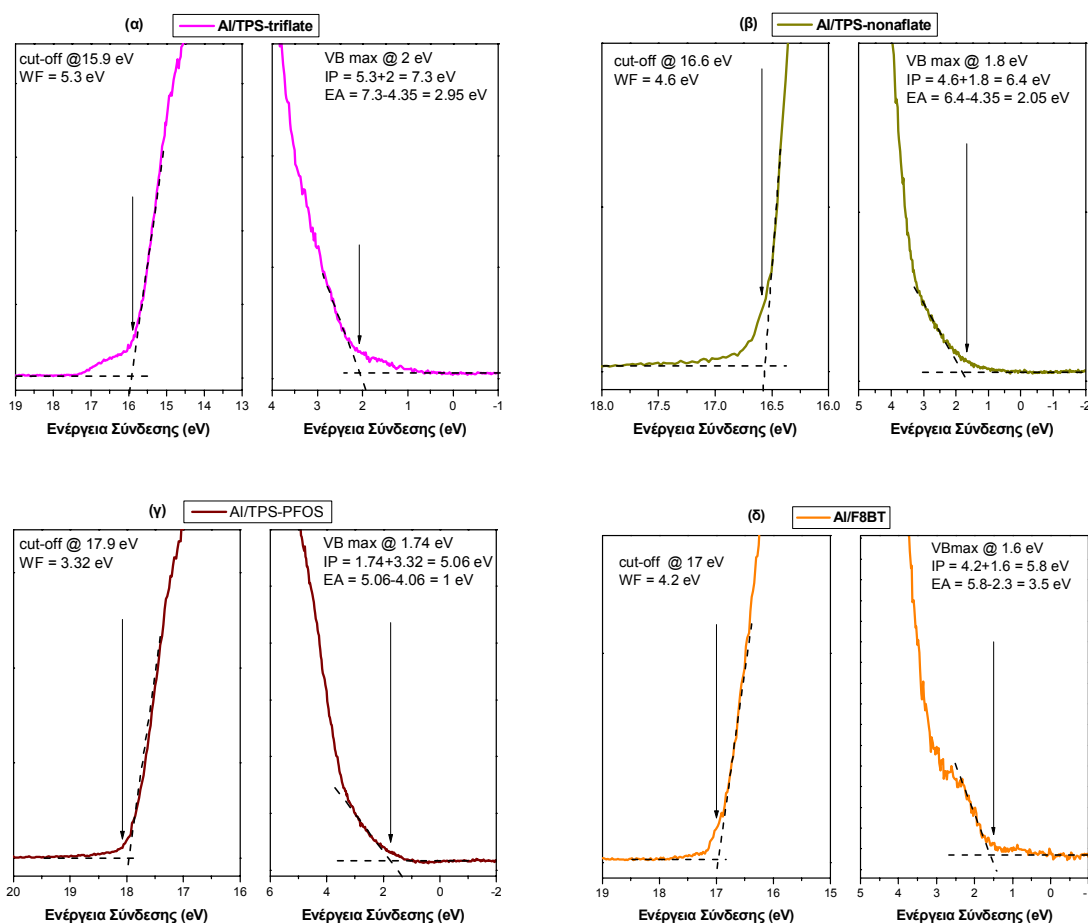 (α)
Al/TPS-triflate
cut-off @15.9 eV
WF = 5.3 eV
VB max @ 2 eV
IP = 5.3+2 = 7.3 eV
EA = 7.3-4.35 = 2.95 eV
19 18 17 16 15 14 13
4 3 2 1 0 -1
Ενέργεια Σύνδεσης (eV)
Ενέργεια Σύνδεσης (eV)
(β)
Al/TPS-nonaflate
cut-off @ 16.6 eV
WF = 4.6 eV
VB max @ 1.8 eV
IP = 4.6+1.8 = 6.4 eV
EA = 6.4-4.35 = 2.05 eV
18.0 17.5 17.0 16.5 16.0
5 4 3 2 1 0 -1 -2
Ενέργεια Σύνδεσης (eV)
Ενέργεια Σύνδεσης (eV)
(γ)
Al/TPS-PFOS
cut-off @ 17.9 eV
WF = 3.32 eV
VB max @ 1.74 eV
IP = 1.74+3.32 = 5.06 eV
EA = 5.06-4.06 = 1 eV
20 18 16
6 4 2 0 -2
Ενέργεια Σύνδεσης (eV)
Ενέργεια Σύνδεσης (eV)
(δ)
Al/F8BT
cut-off @ 17 eV
WF = 4.2 eV
VBmax @ 1.6 eV
IP = 4.2+1.6 = 5.8 eV
EA = 5.8-2.3 = 3.5 eV
19 18 17 16 15
5 4 3 2 1 0
Ενέργεια Σύνδεσης (eV)
Ενέργεια Σύνδεσης (eV)